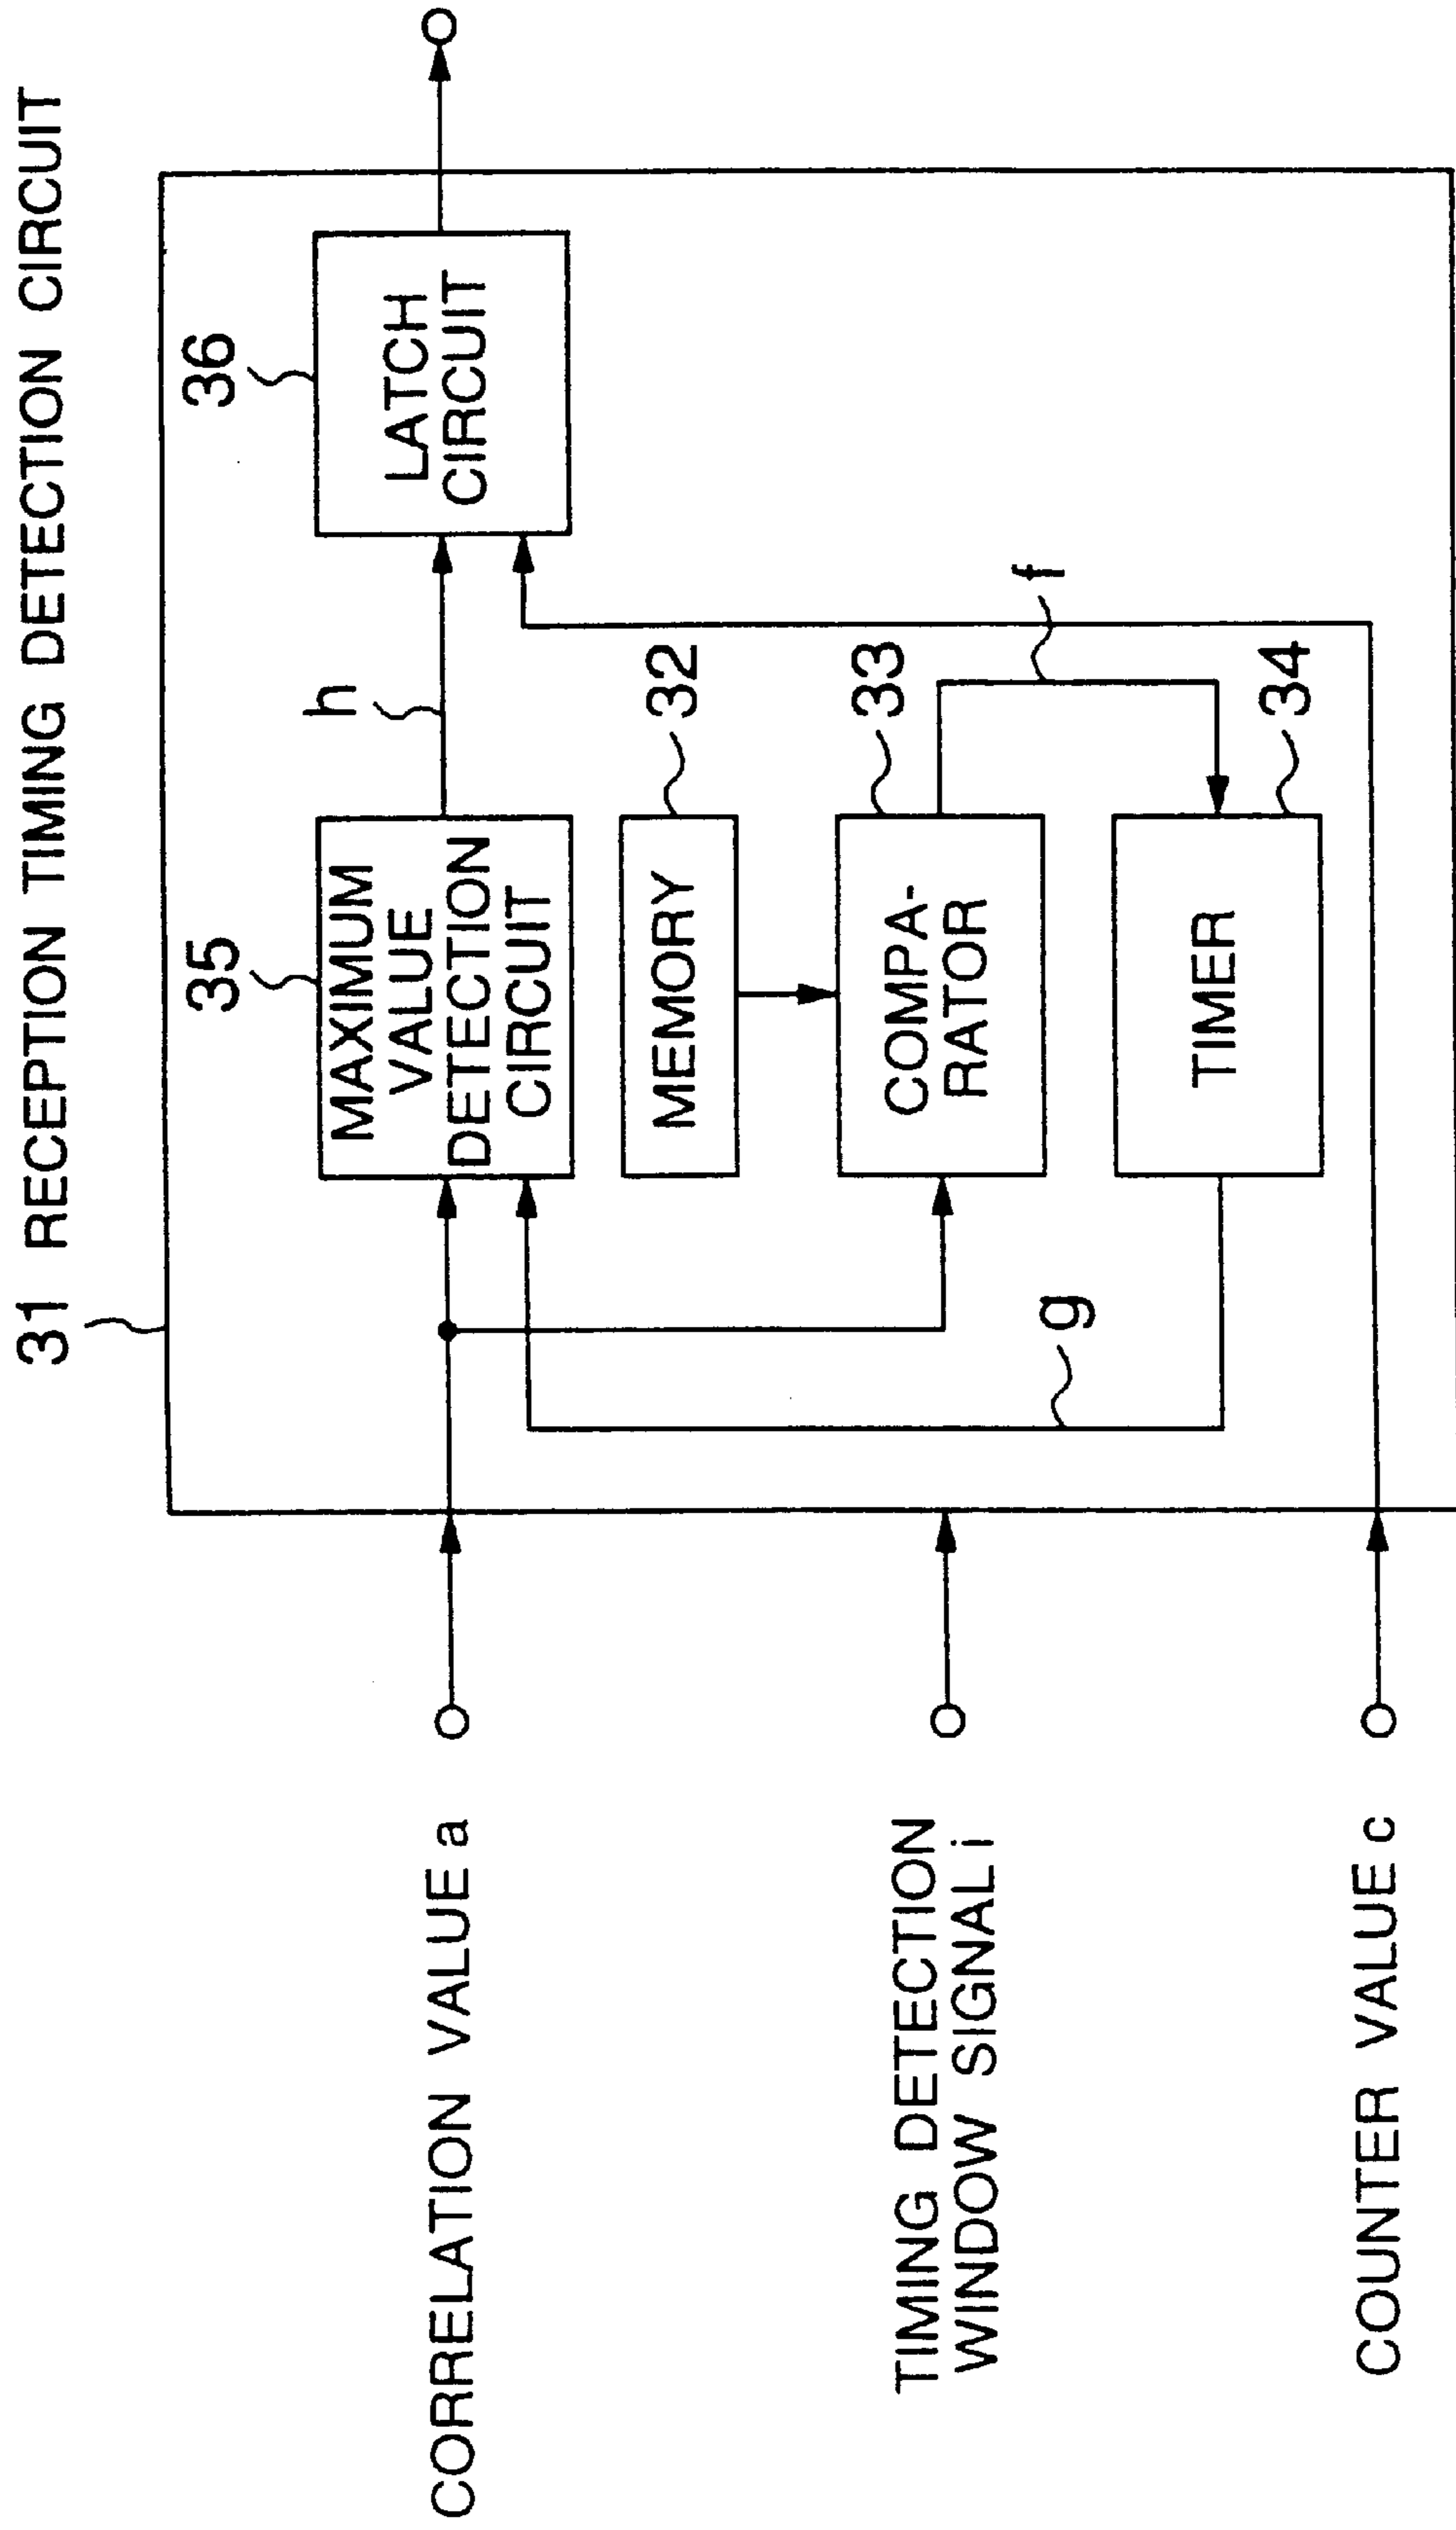 31 RECEPTION TIMING DETECTION CIRCUIT
35
MAXIMUM
VALUE
DETECTION
CIRCUIT
h
36
LATCH
CIRCUIT
MEMORY
32
COMPA-
RATOR
33
f
TIMER
34
g
CORRELATION VALUE a
TIMING DETECTION
WINDOW SIGNAL i
COUNTER VALUE c